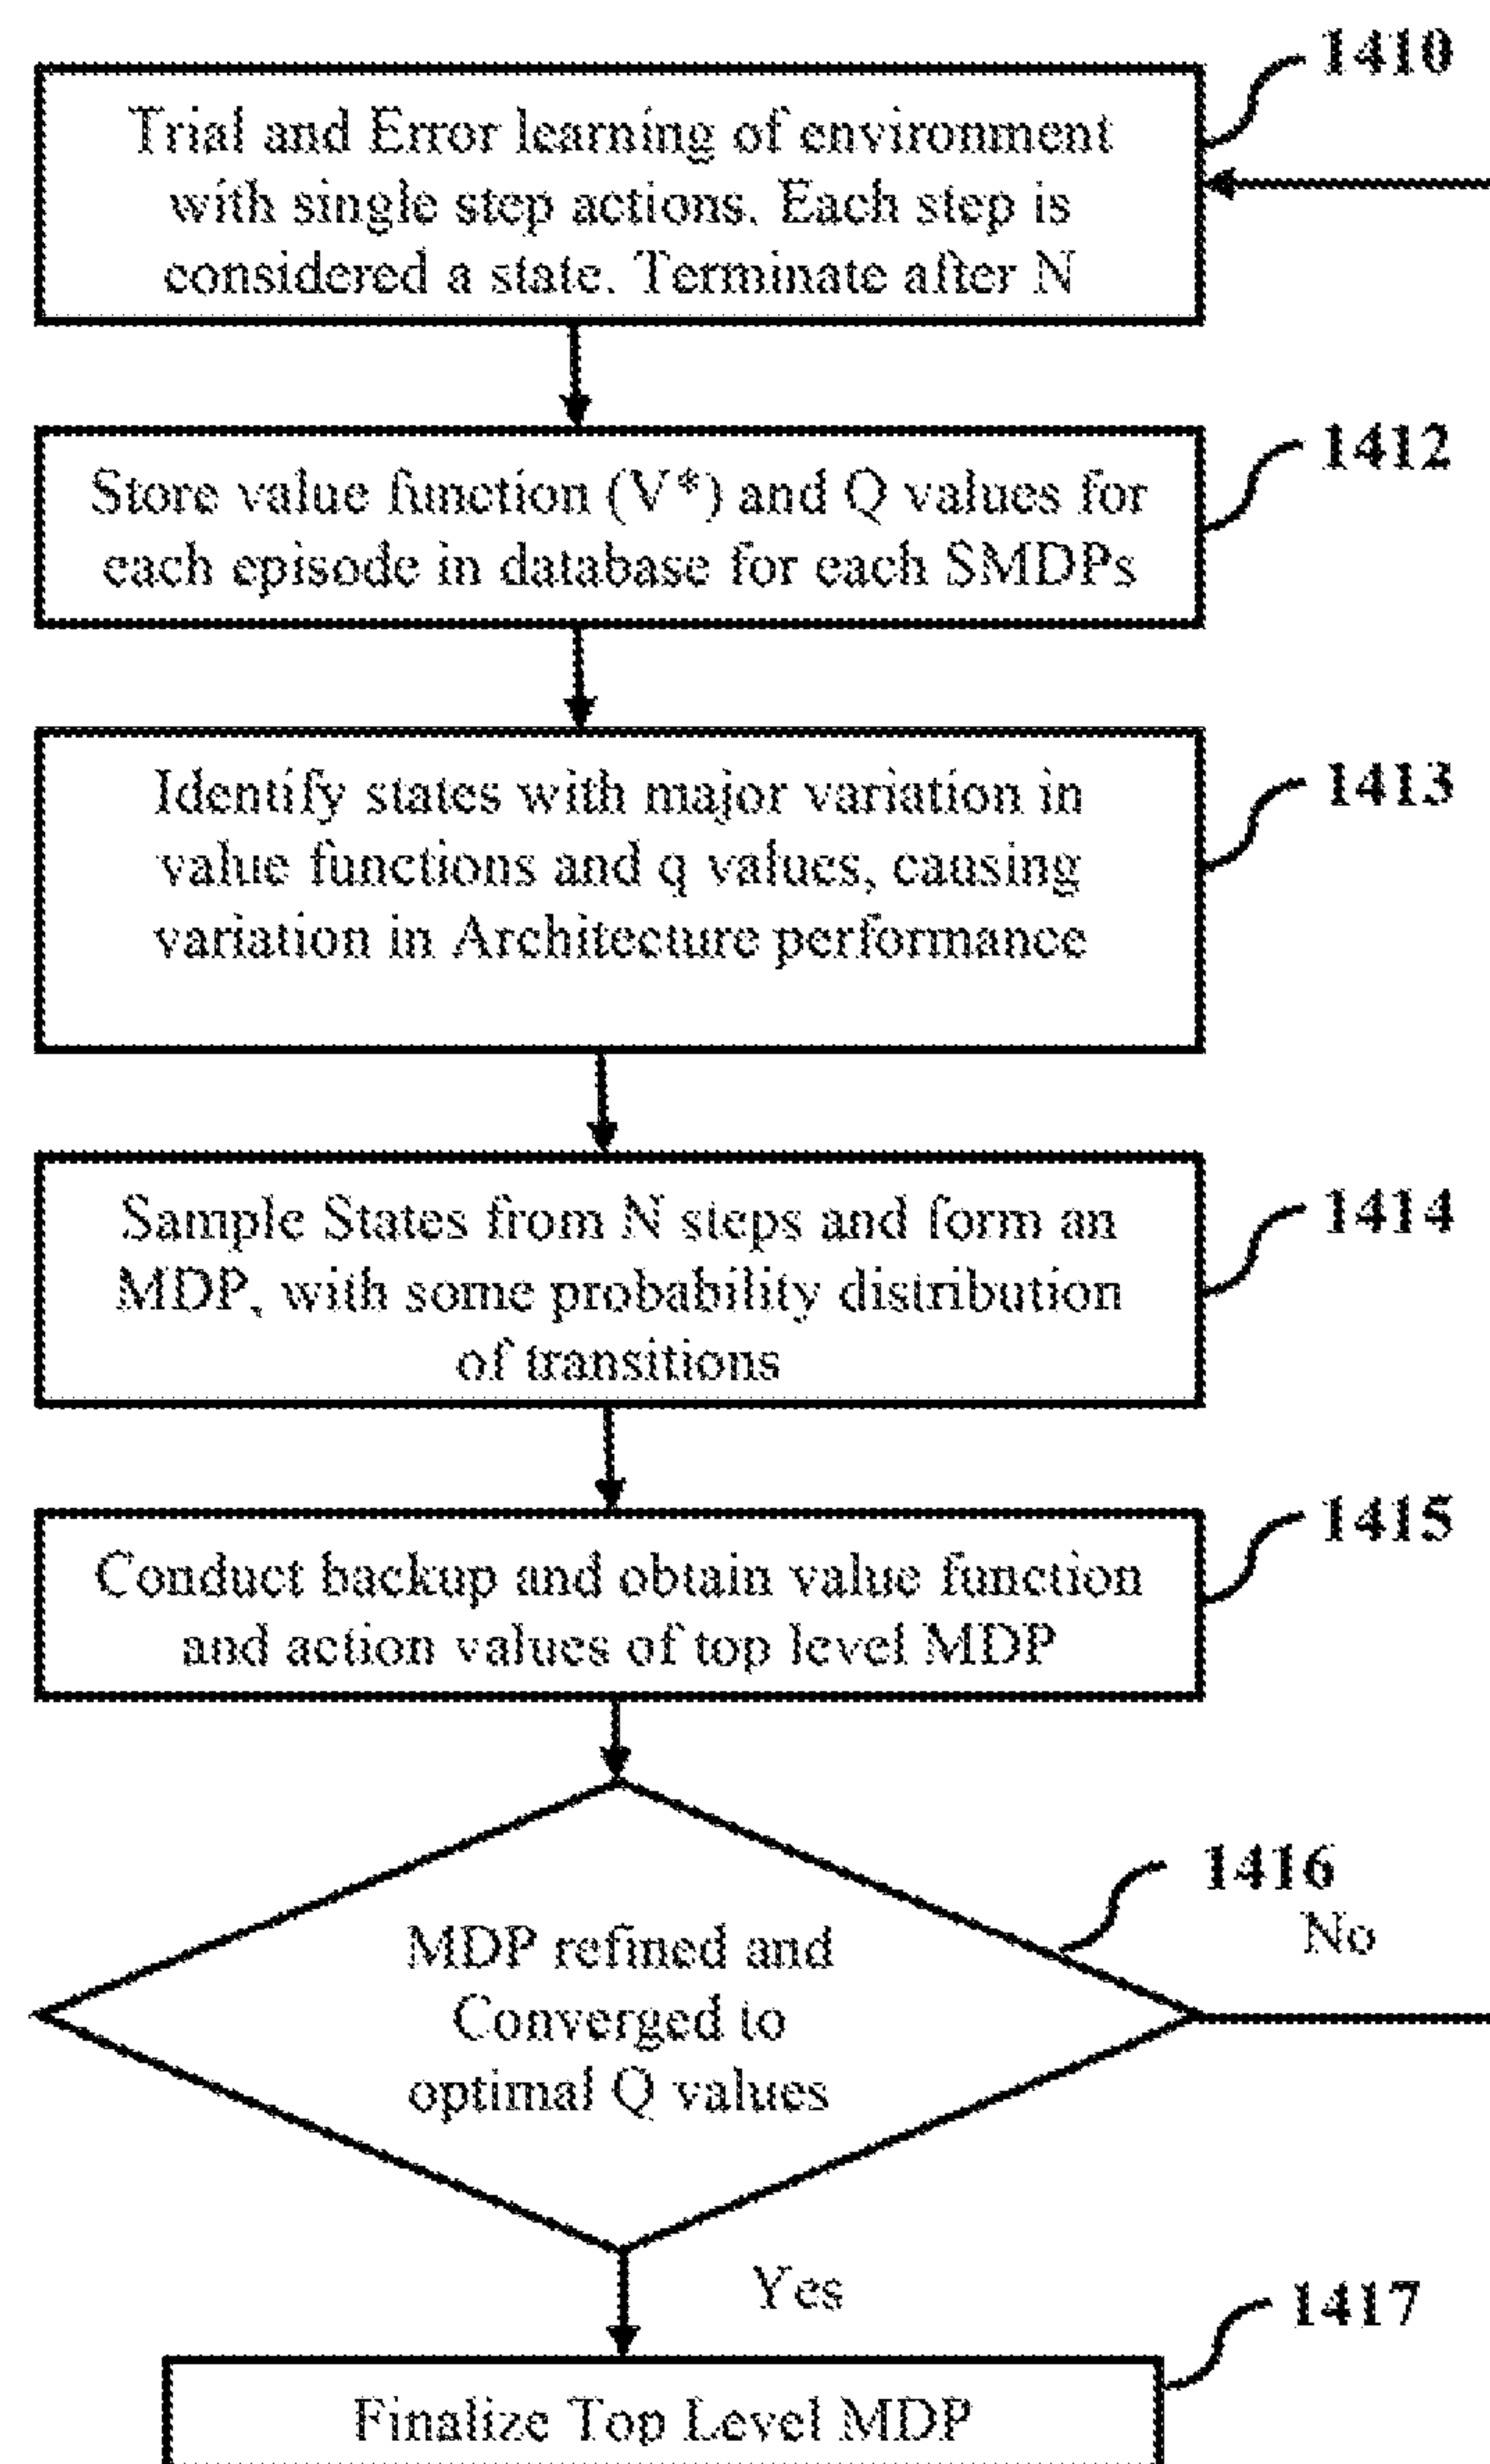 1410
Trial and Error learning of environment
with single step actions. Each step is
considered a state. Terminate after N
1412
Store value function (V*) and Q values for
each episode in database for each SMDPs
1413
Identify states with major variation in
value functions and q values, causing
variation in Architecture performance
1414
Sample States from N steps and form an
MDP, with some probability distribution
of transitions
1415
Conduct backup and obtain value function
and action values of top level MDP
1416
No
MDP refined and
Converged to
optimal Q values
Yes
1417
Finalize Top Level MDP